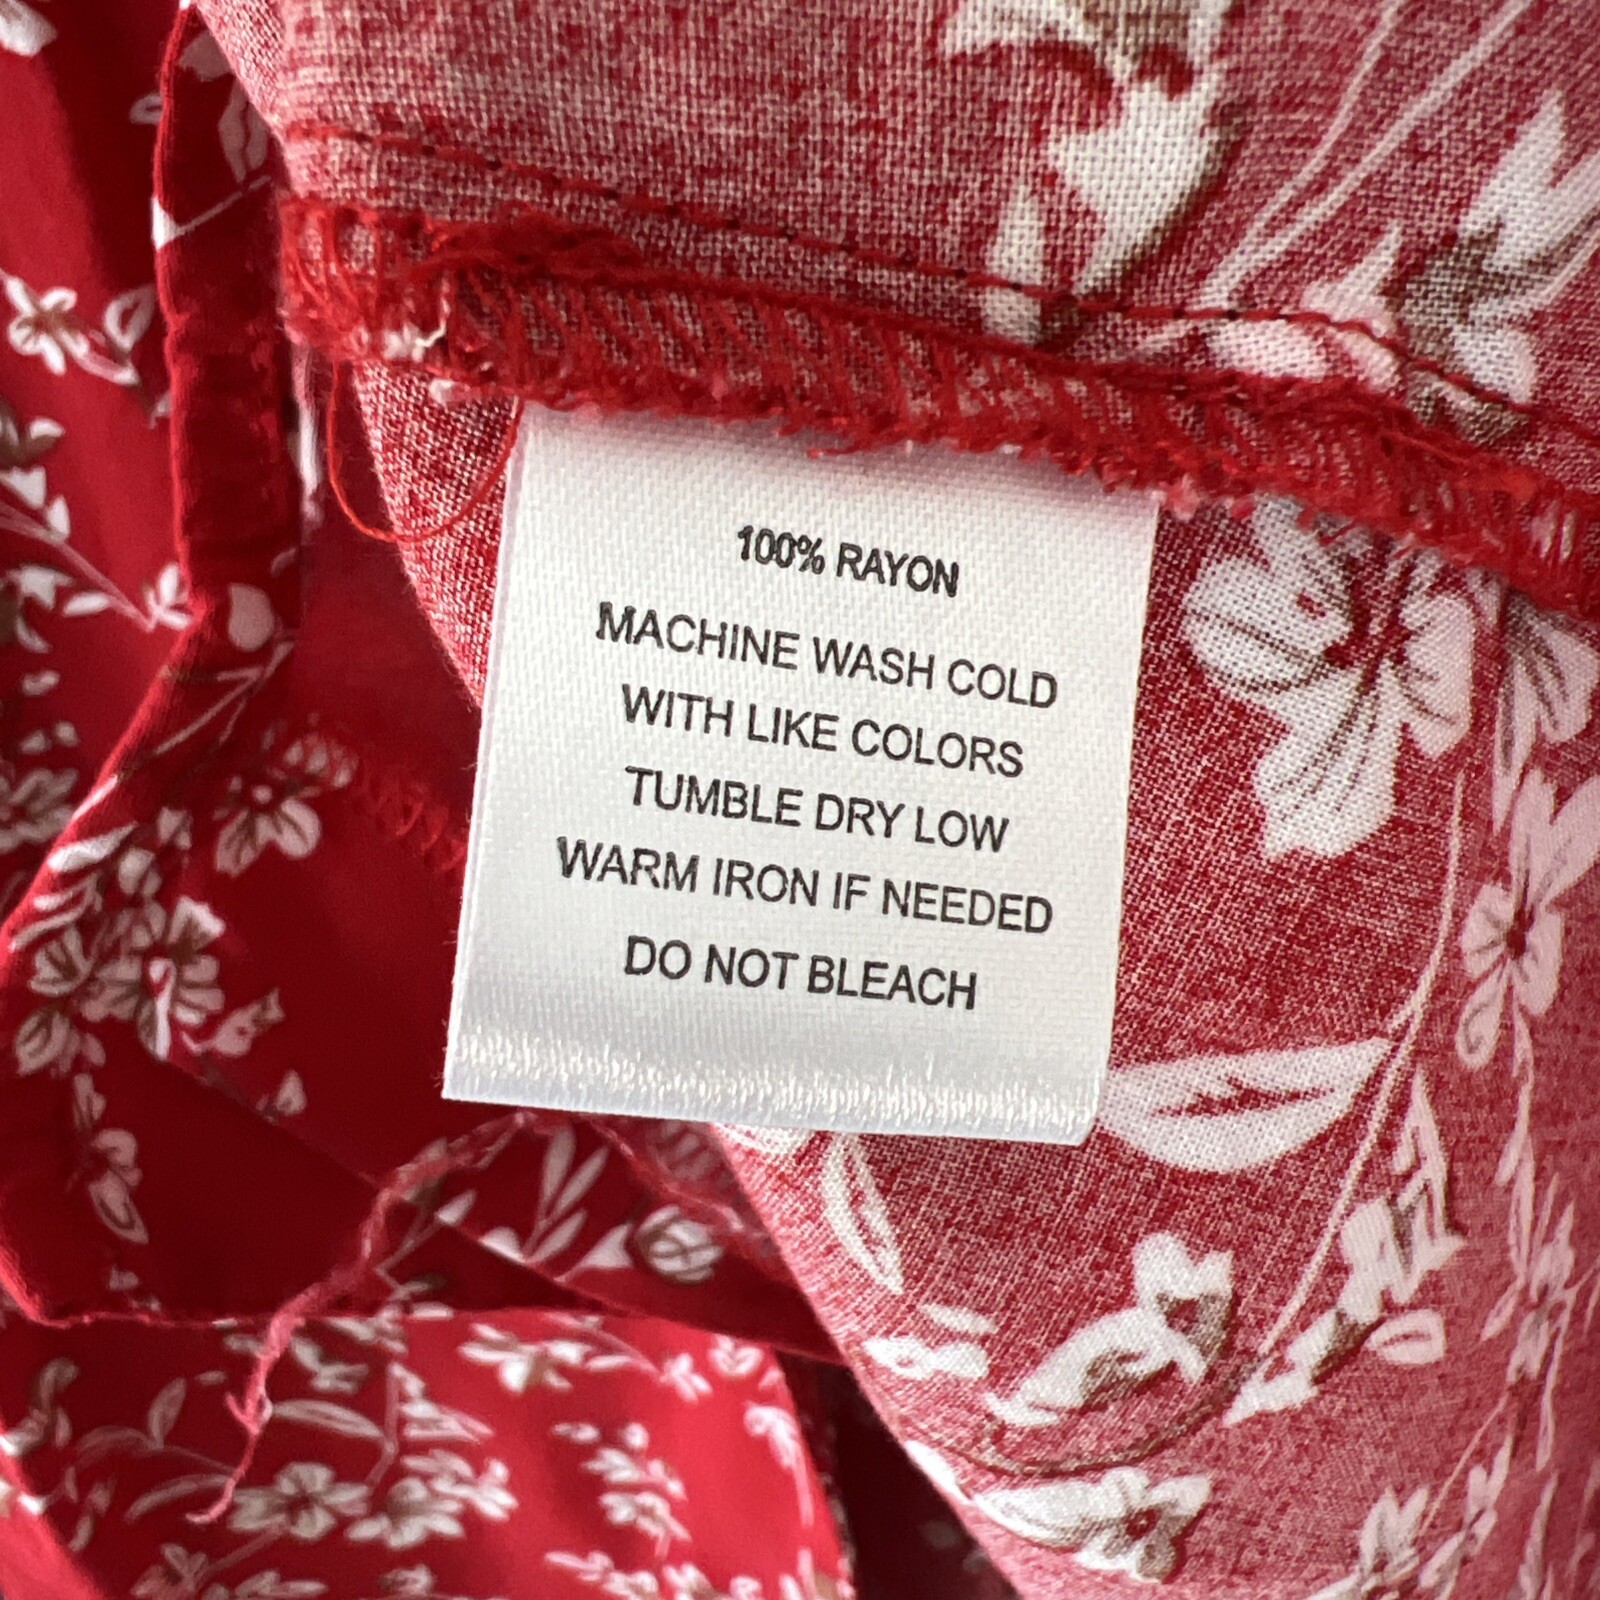 100% RAYON
MACHINE WASH COLD
WITH LIKE COLORS
TUMBLE DRY LOW
WARM IRON IF NEEDED
DO NOT BLEACH